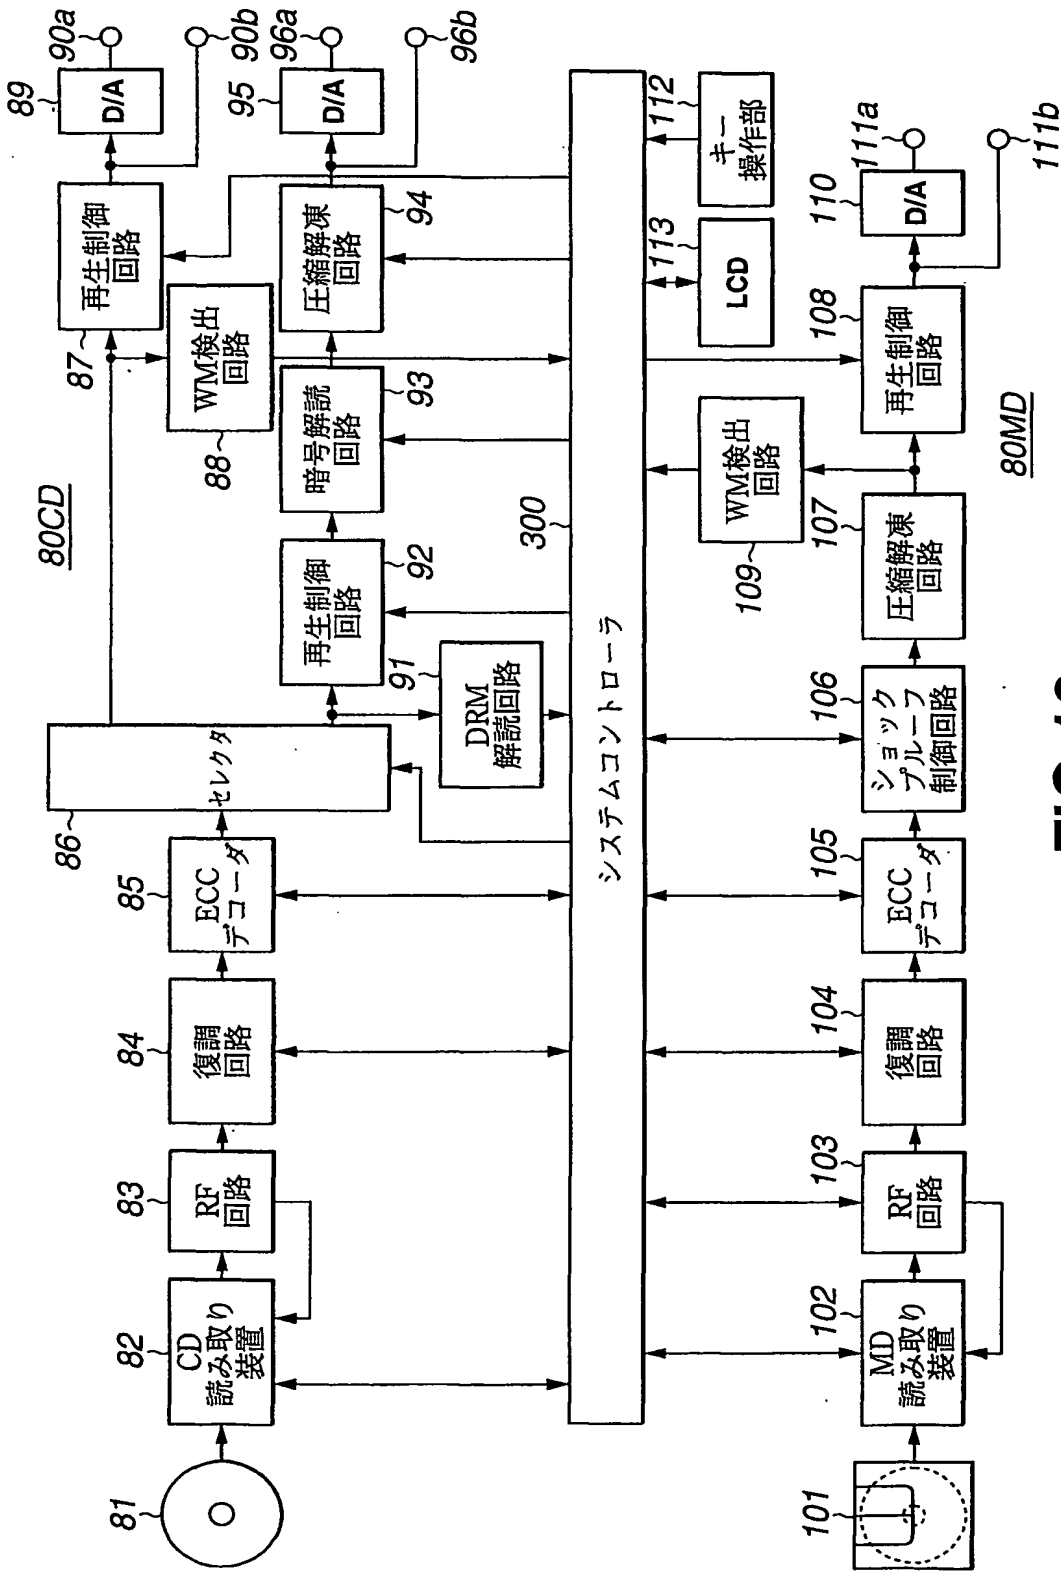 80CD
81
82
CD
読み取り
装置
83
RF
回路
84
復調
回路
85
ECC
デコーダ
86
セレクタ
87
再生制御
回路
88
WM検出
回路
89
D/A
90a
90b
91
DRM
解読回路
92
再生制御
回路
93
暗号解読
回路
94
圧縮解凍
回路
95
D/A
96a
96b
300
システムコントローラ
112
キー
操作部
113
LCD
80MD
101
102
MD
読み取り
装置
103
RF
回路
104
復調
回路
105
ECC
デコーダ
106
ショック
プルーフ
制御回路
107
圧縮解凍
回路
108
再生制御
回路
109
WM検出
回路
110
D/A
111a
111b